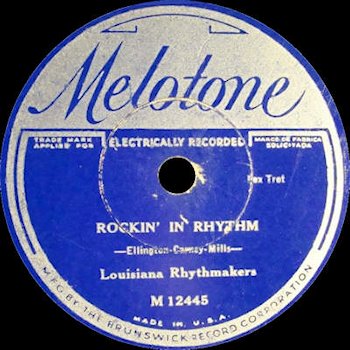 Melotone
TRADE MARK
APPLIED FOR
ELECTRICALLY RECORDED
MARCO DE FABRICA
SOLICITADA
Fox Trot
ROCKIN' IN RHYTHM
—Ellington-Carney-Mills—
Louisiana Rhythmakers
M 12445
MADE IN U.S.A.
MFG. BY THE BRUNSWICK RECORD CORPORATION